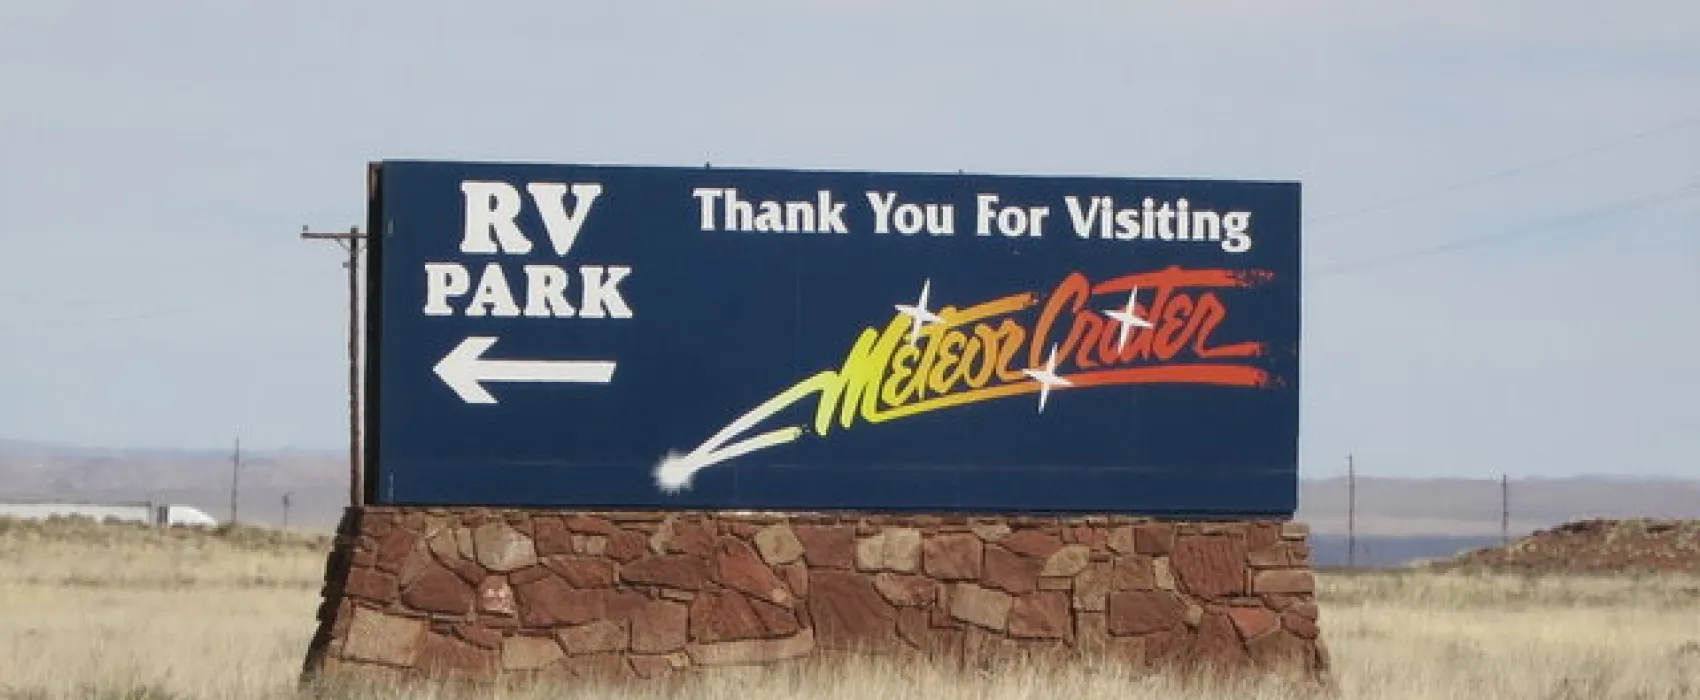 RV
PARK
Thank You For Visiting
Meteor Crater